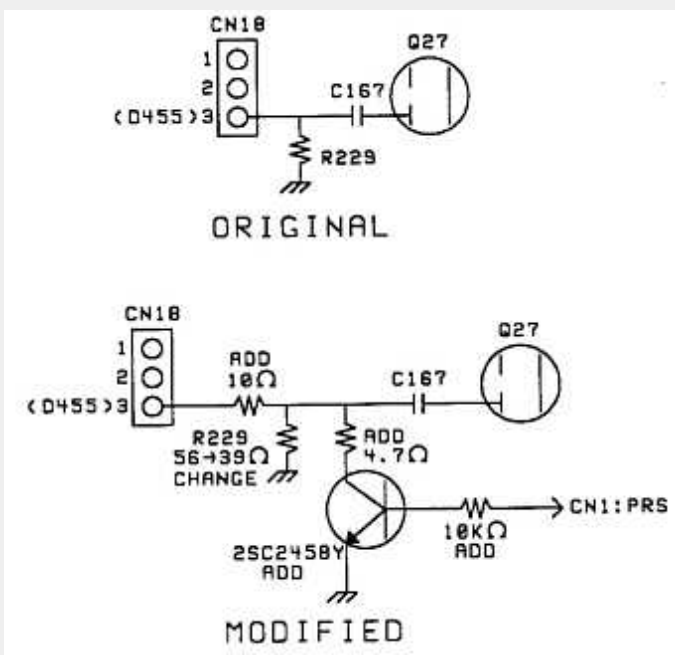 CN18
Q27
1
2
C167
(D455)3
R229
ORIGINAL
CN18
Q27
1
ADD
10Ω
2
C167
(D455)3
R229
56→39Ω
CHANGE
ADD
4.7Ω
CN1:PRS
10KΩ
ADD
2SC2458Y
ADD
MODIFIED